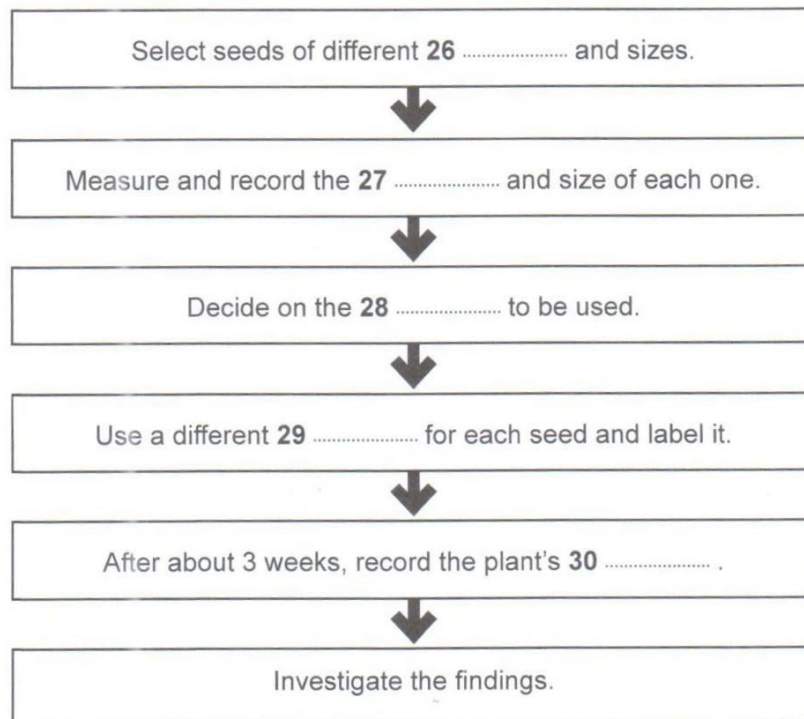 Select seeds of different 26 ..................... and sizes.
Measure and record the 27 ..................... and size of each one.
Decide on the 28 ..................... to be used.
Use a different 29 ..................... for each seed and label it.
After about 3 weeks, record the plant's 30 ..................... .
Investigate the findings.